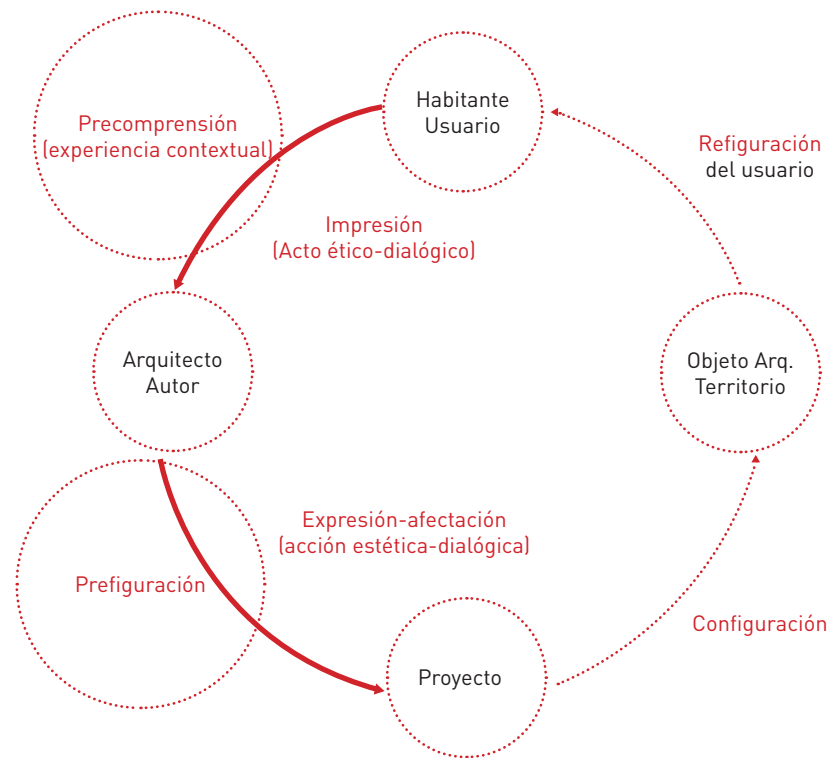 Habitante
Usuario
Precomprensión
(experiencia contextual)
Refiguración
del usuario
Impresión
(Acto ético-dialógico)
Arquitecto
Autor
Objeto Arq.
Territorio
Expresión-afectación
(acción estética-dialógica)
Prefiguración
Configuración
Proyecto